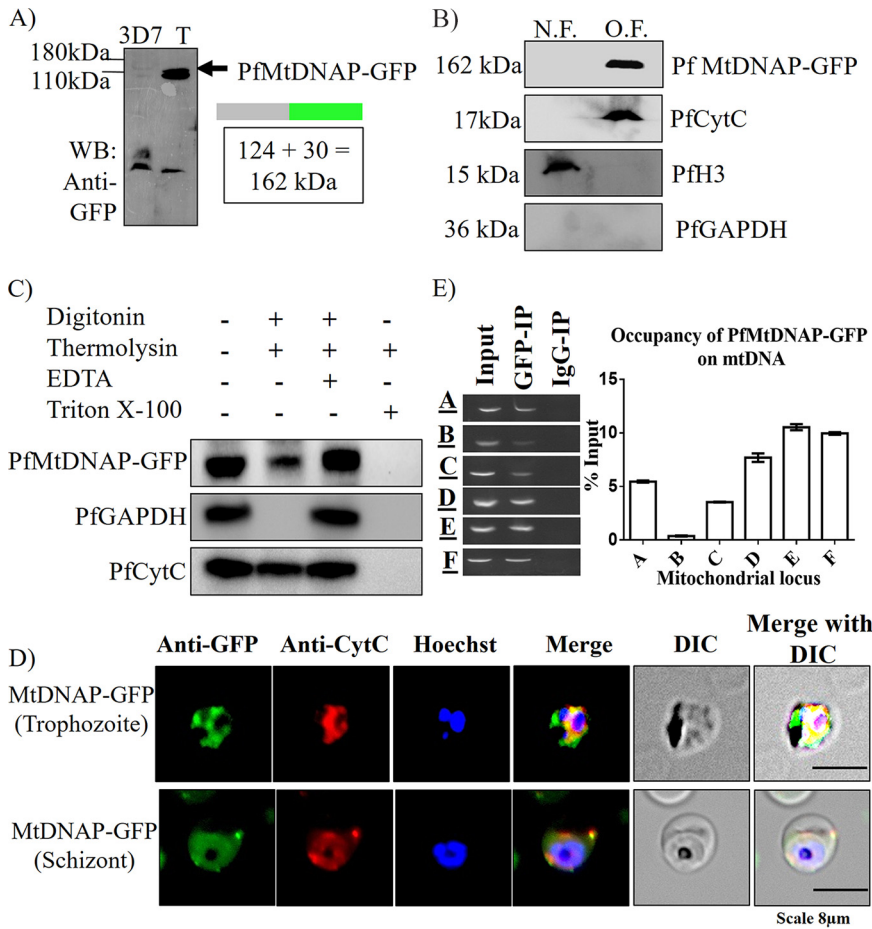 A)
3D7 T
180kDa
110kDa
PfMtDNAP-GFP
WB:
Anti-
GFP
124 + 30 =
162 kDa
B)
N.F. O.F.
162 kDa Pf MtDNAP-GFP
17kDa PfCytC
15 kDa PfH3
36 kDa PfGAPDH
C)
Digitonin - + + -
Thermolysin - + + +
EDTA - - + -
Triton X-100 - - - +
PfMtDNAP-GFP
PfGAPDH
PfCytC
E)
Input GFP-IP IgG-IP
A
B
C
D
E
F
Occupancy of PfMtDNAP-GFP
on mtDNA
% Input
15
10
5
0
A B C D E F
Mitochondrial locus
D)
Anti-GFP Anti-CytC Hoechst Merge DIC Merge with
DIC
MtDNAP-GFP
(Trophozoite)
MtDNAP-GFP
(Schizont)
Scale 8µm